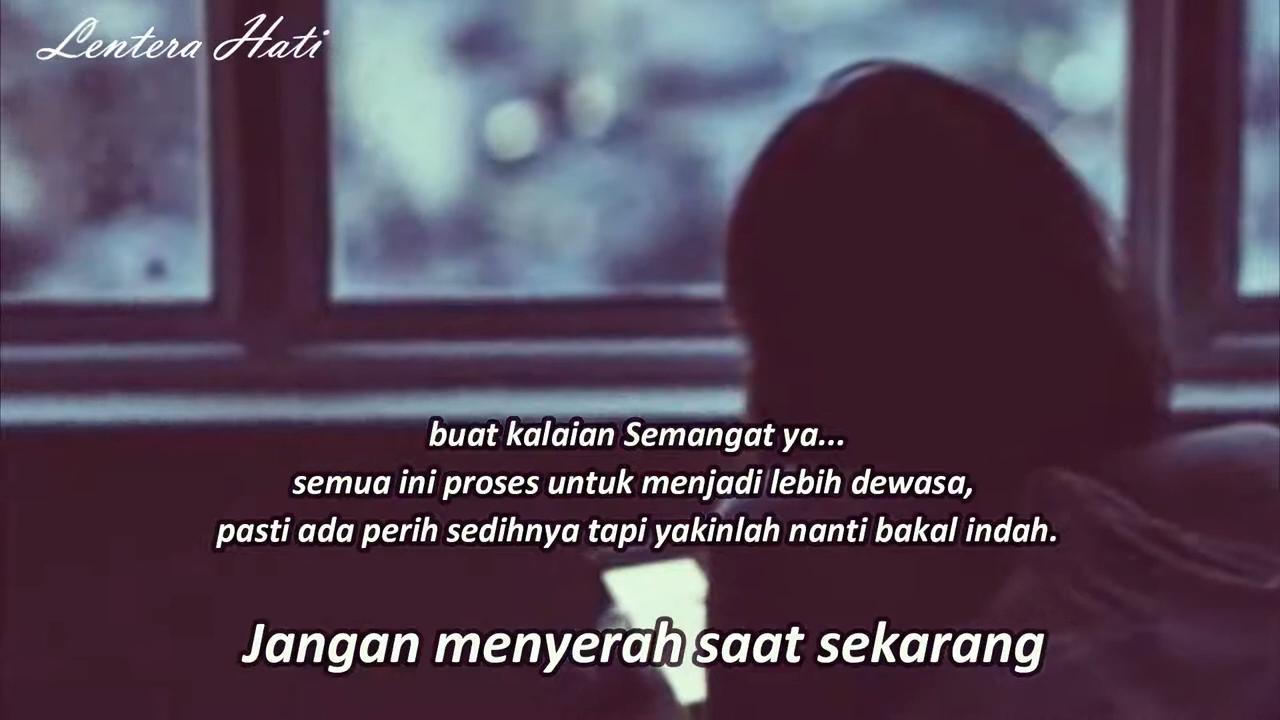 Lentera Hati
buat kalaian Semangat ya...
semua ini proses untuk menjadi lebih dewasa,
pasti ada perih sedihnya tapi yakinlah nanti bakal indah.
Jangan menyerah saat sekarang